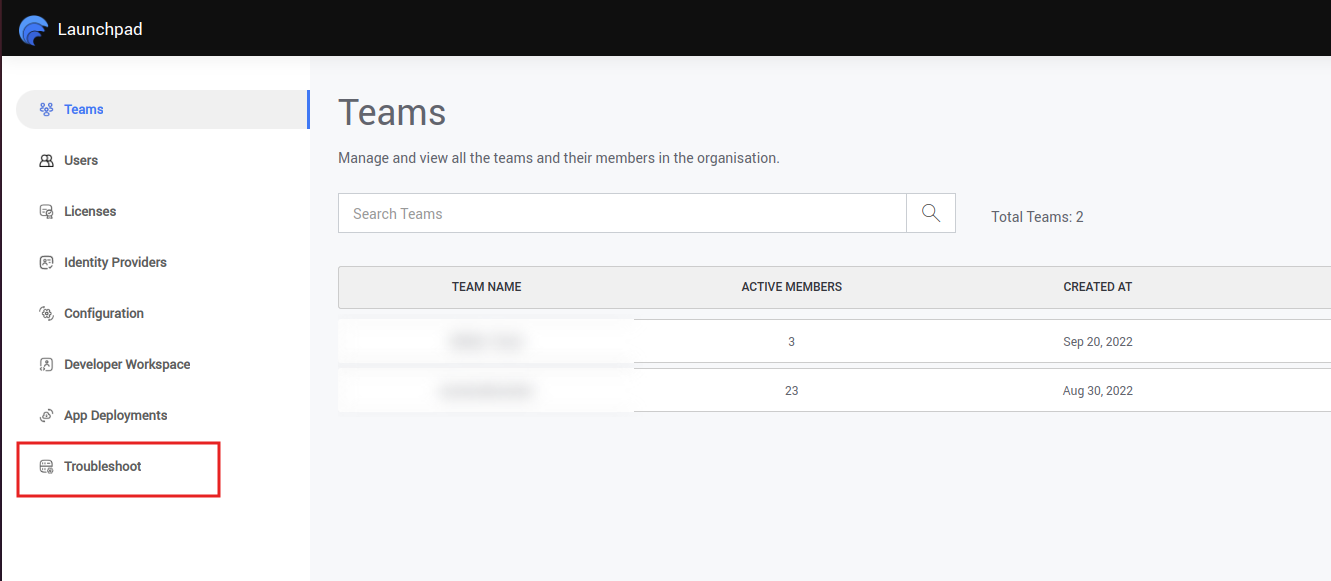 Launchpad
Teams
Users
Licenses
Identity Providers
Configuration
Developer Workspace
App Deployments
Troubleshoot
Teams
Manage and view all the teams and their members in the organisation.
Search Teams
Total Teams: 2
TEAM NAME ACTIVE MEMBERS CREATED AT
3 Sep 20, 2022
23 Aug 30, 2022